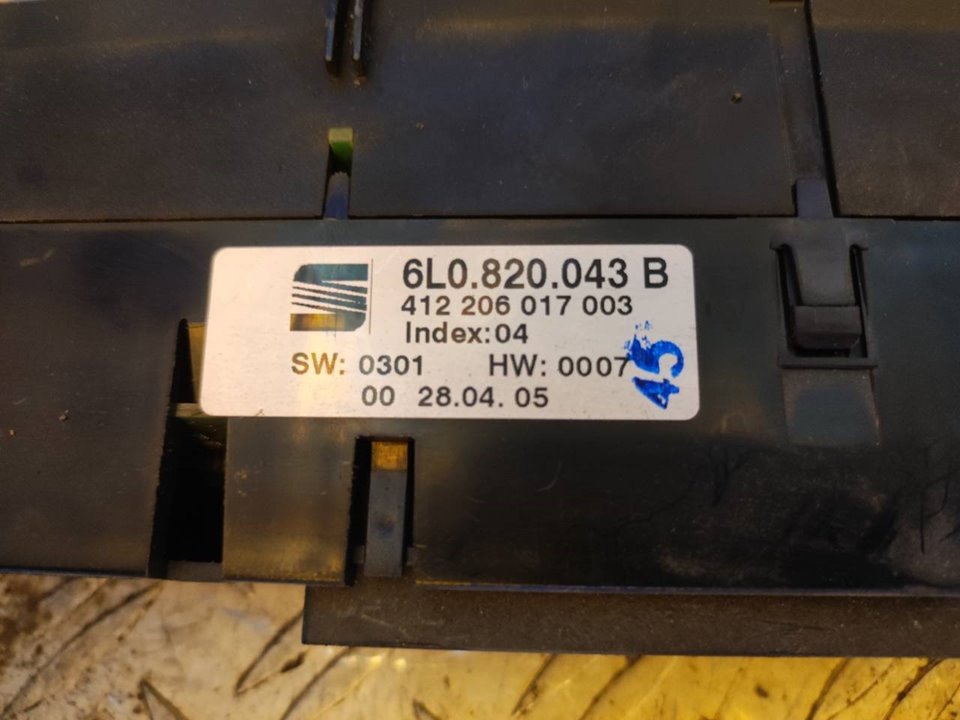 6L0.820.043 B
412 206 017 003
Index:04
SW: 0301 HW: 0007
00 28.04.05
45